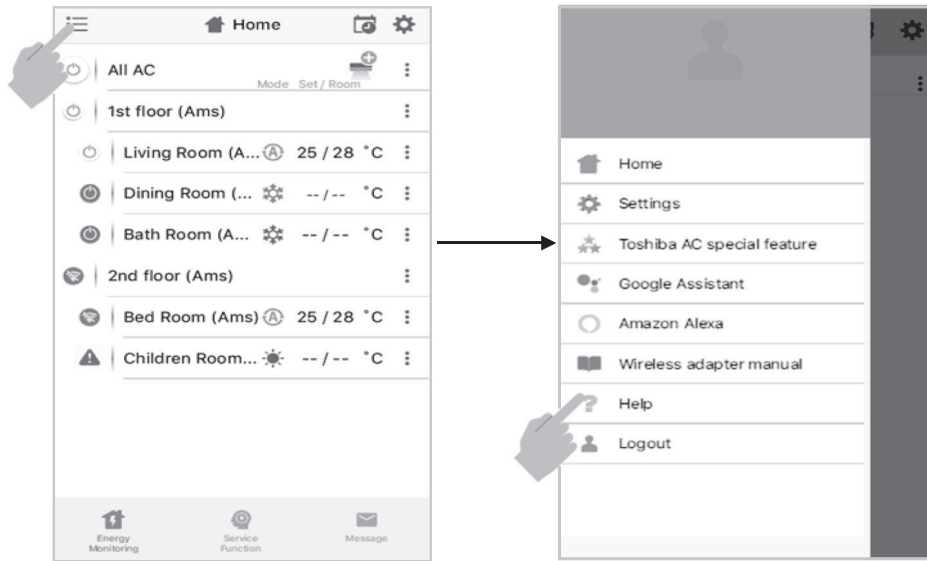 Home
All AC
Mode Set / Room
1st floor (Ams)
Living Room (A... 25 / 28 °C
Dining Room (... -- / -- °C
Bath Room (A... -- / -- °C
2nd floor (Ams)
Bed Room (Ams) 25 / 28 °C
Children Room... -- / -- °C
Energy
Monitoring
Service
Function
Message
Home
Settings
Toshiba AC special feature
Google Assistant
Amazon Alexa
Wireless adapter manual
Help
Logout